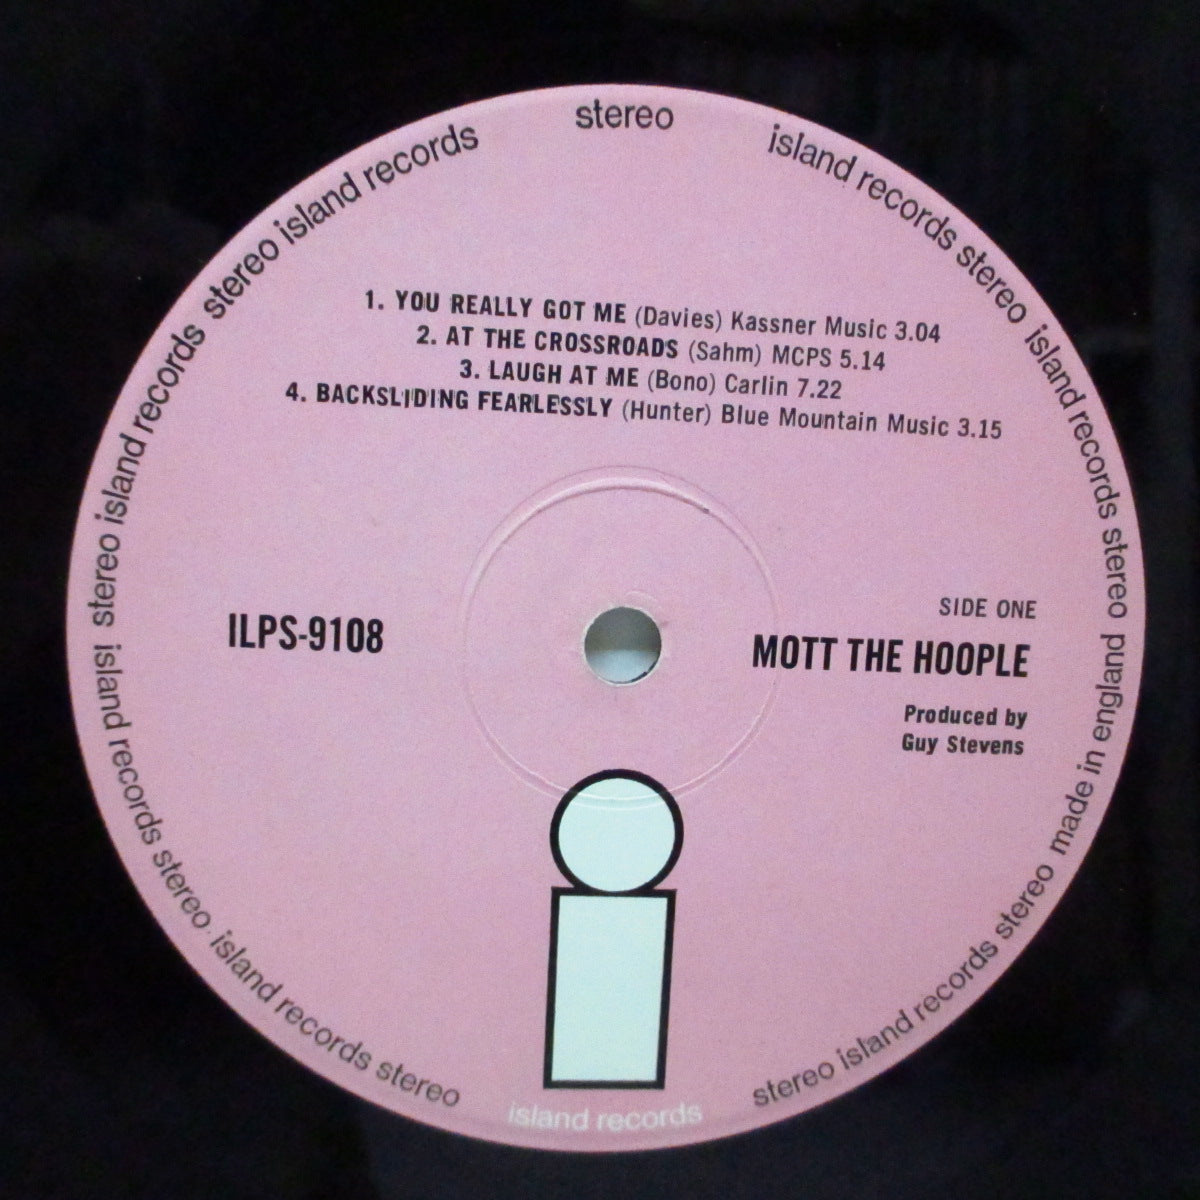 stereo
island records stereo island records stereo made in england
1. YOU REALLY GOT ME (Davies) Kassner Music 3.04
2. AT THE CROSSROADS (Sahm) MCPS 5.14
3. LAUGH AT ME (Bono) Carlin 7.22
4. BACKSLIDING FEARLESSLY (Hunter) Blue Mountain Music 3.15
SIDE ONE
ILPS-9108
MOTT THE HOOPLE
Produced by
Guy Stevens
stereo island records stereo island records
stereo island records stereo island records stereo
stereo island records stereo
island records